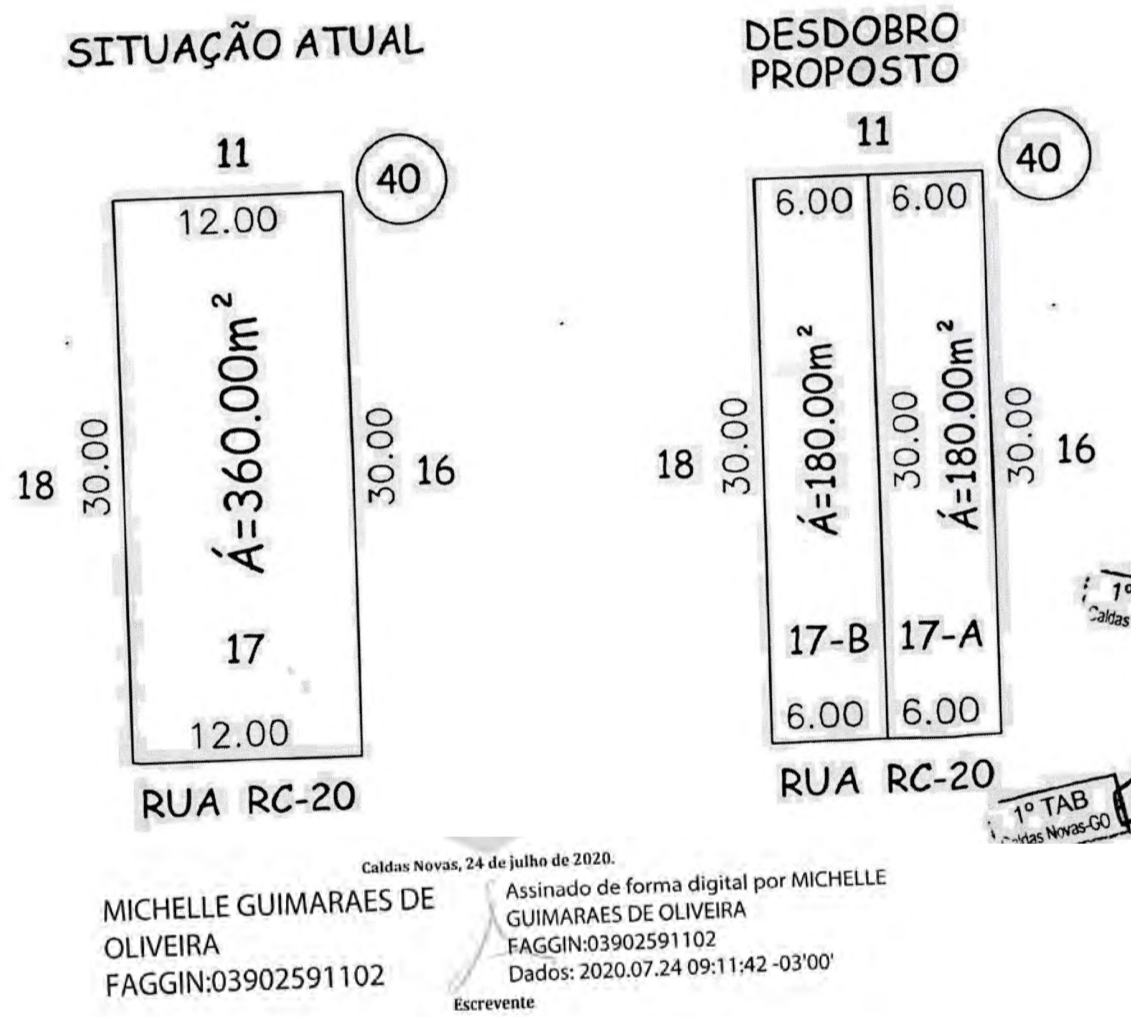 SITUAÇÃO ATUAL
11
40
12.00
Á=360.00m²
30.00
18
30.00
16
17
12.00
RUA RC-20
DESDOBRO
PROPOSTO
11
40
6.00 6.00
Á=180.00m²
30.00
Á=180.00m²
18
30.00
30.00
16
17-B 17-A
6.00 6.00
RUA RC-20
1º
Caldas
1º TAB
Caldas Novas-GO
Caldas Novas, 24 de julho de 2020.
MICHELLE GUIMARAES DE
OLIVEIRA
FAGGIN:03902591102
Assinado de forma digital por MICHELLE
GUIMARAES DE OLIVEIRA
FAGGIN:03902591102
Dados: 2020.07.24 09:11:42 -03'00'
Escrevente